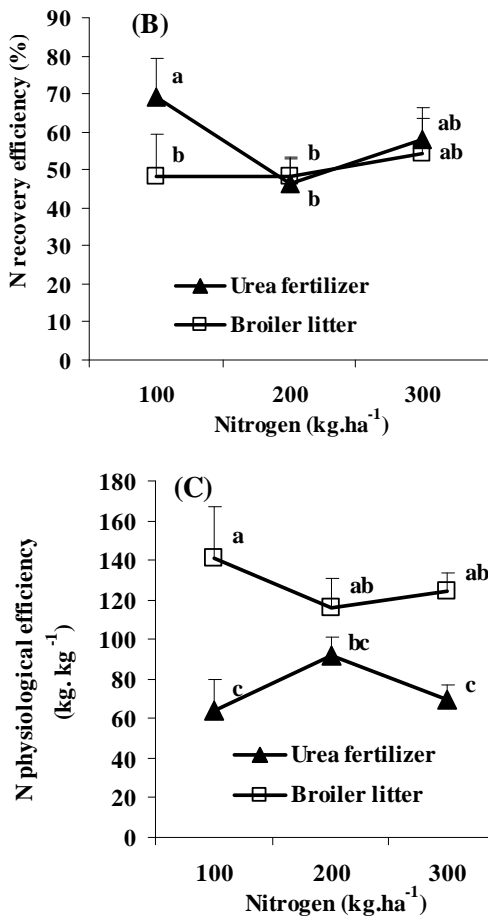 (B)
N recovery efficiency (%)
90
80
70
60
50
40
30
20
10
0
a
b
b
b
ab
ab
Urea fertilizer
Broiler litter
100 200 300
Nitrogen (kg.ha-1)
(C)
N physiological efficiency
(kg. kg-1)
180
160
140
120
100
80
60
40
20
0
a
ab
ab
bc
c
c
Urea fertilizer
Broiler litter
100 200 300
Nitrogen (kg.ha-1)